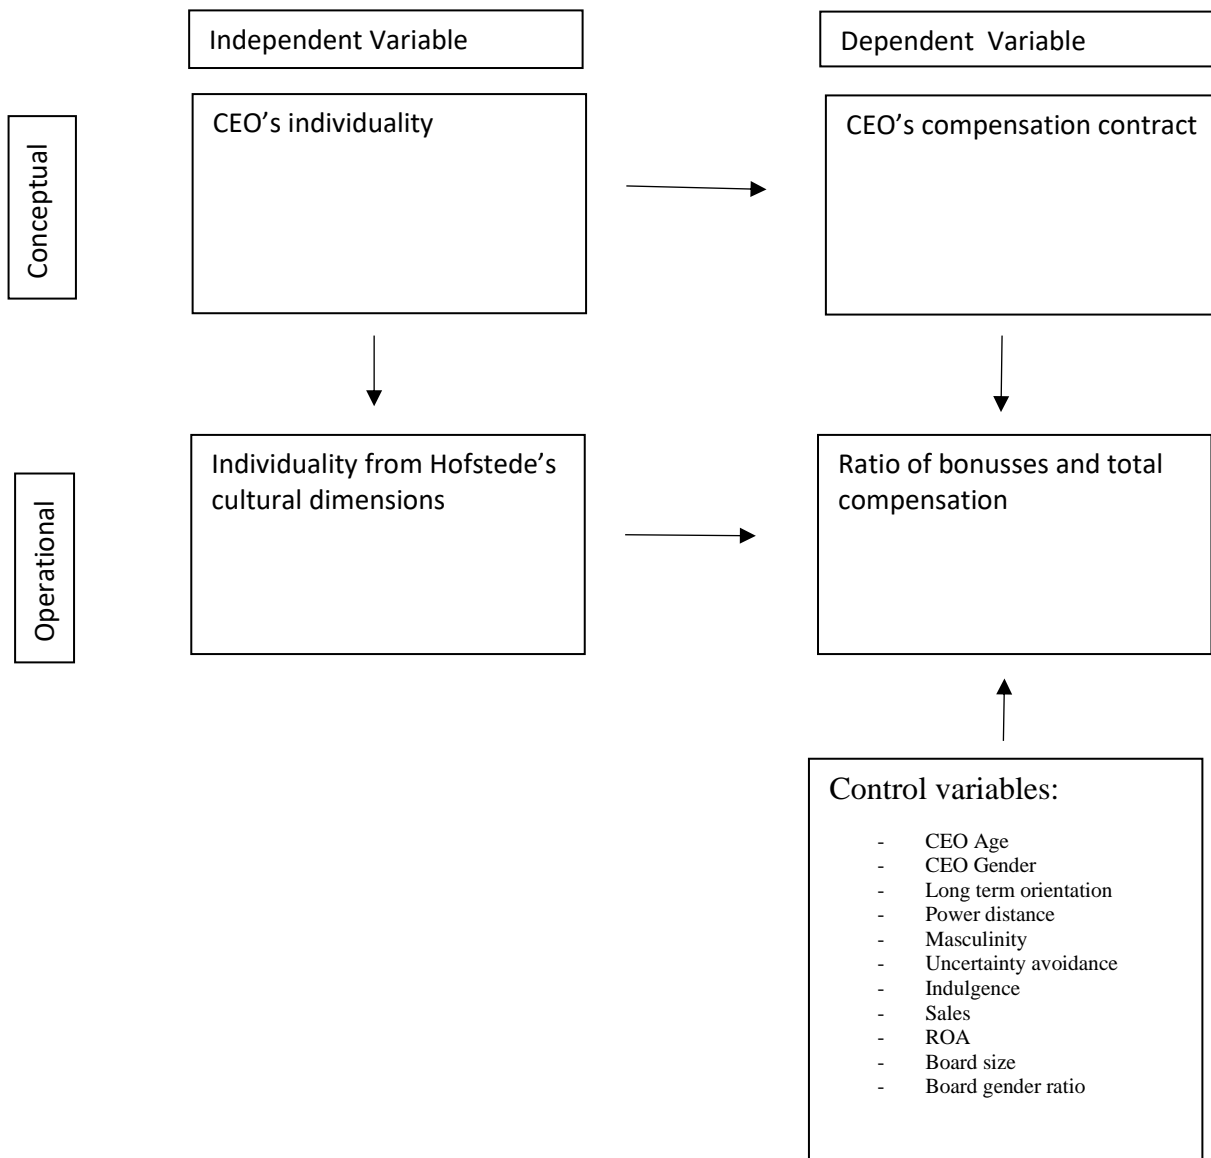 Independent Variable
Dependent  Variable
Conceptual
CEO’s individuality
CEO’s compensation contract
Operational
Individuality from Hofstede’s
cultural dimensions
Ratio of bonusses and total
compensation
Control variables:
- CEO Age
- CEO Gender
- Long term orientation
- Power distance
- Masculinity
- Uncertainty avoidance
- Indulgence
- Sales
- ROA
- Board size
- Board gender ratio